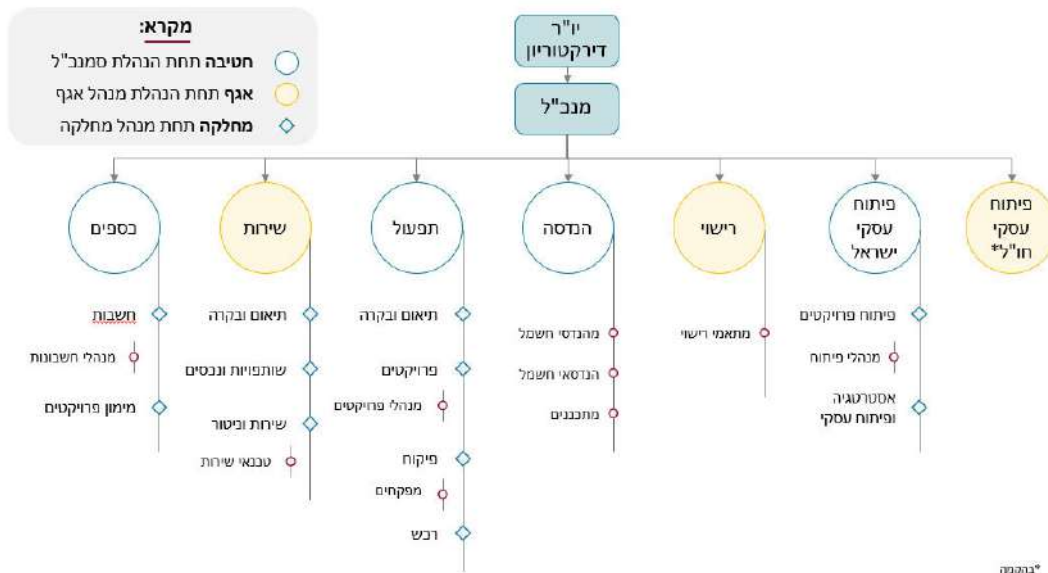 מקרא:
חטיבה תחת הנהלת סמנכ"ל
אגף תחת הנהלת מנהל אגף
מחלקה תחת מנהל מחלקה
יו"ר
דירקטוריון
מנכ"ל
פיתוח
עסקי
חו"ל*
פיתוח
עסקי
ישראל
פיתוח פרויקטים
מנהלי פיתוח
אסטרטגיה
ופיתוח עסקי
רישוי
מתאמי רישוי
הנדסה
מהנדסי חשמל
הנדסאי חשמל
מתכננים
תפעול
תיאום ובקרה
פרויקטים
מנהלי פרויקטים
פיקוח
מפקחים
רכש
שירות
תיאום ובקרה
שותפויות ונכסים
שירות וניטור
טכנאי שירות
כספים
חשבות
מנהלי חשבונות
מימון פרויקטים
*בהקמה